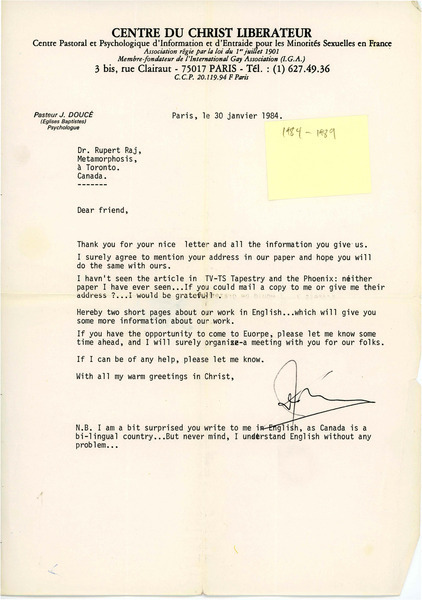 CENTRE DU CHRIST LIBERATEUR
Centre Pastoral et Psychologique d'Information et d'Entraide pour les Minorités Sexuelles en France
Association régie par la loi du 1er juillet 1901
Membre-fondateur de l'International Gay Association (I.G.A.)
3 bis, rue Clairaut - 75017 PARIS - Tél. : (1) 627.49.36
C.C.P. 20.119.94 F Paris
Pasteur J. DOUCÉ
(Eglises Baptistes)
Psychologue
Paris, le 30 janvier 1984.
1984 - 1989
Dr. Rupert Raj,
Metamorphosis,
à Toronto.
Canada.
-------
Dear friend,
Thank you for your nice letter and all the information you give us.
I surely agree to mention your address in our paper and hope you will
do the same with ours.
I havn't seen the article in TV-TS Tapestry and the Phoenix: neither
paper I have ever seen...If you could mail a copy to me or give me their
address ?...I would be gratefull.
Hereby two short pages about our work in English...which will give you
some more information about our work.
If you have the opportunity to come to Euorpe, please let me know some
time ahead, and I will surely organize a meeting with you for our folks.
If I can be of any help, please let me know.
With all my warm greetings in Christ,
N.B. I am a bit surprised you write to me in English, as Canada is a
bi-lingual country...But never mind, I understand English without any
problem...